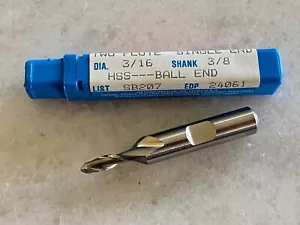 TWO FLUTE SINGLE END
DIA. 3/16 SHANK 3/8
HSS---BALL END
LIST SB207 EDP 24061